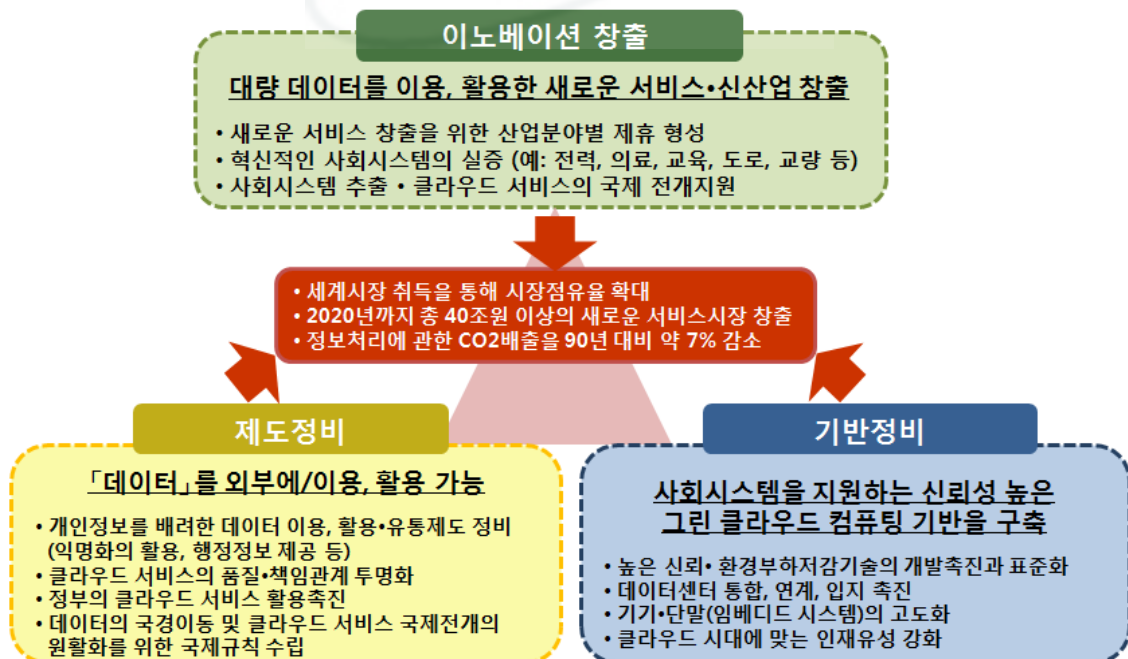 이노베이션 창출
대량 데이터를 이용, 활용한 새로운 서비스•신산업 창출
• 새로운 서비스 창출을 위한 산업분야별 제휴 형성
• 혁신적인 사회시스템의 실증 (예: 전력, 의료, 교육, 도로, 교량 등)
• 사회시스템 추출 • 클라우드 서비스의 국제 전개지원
• 세계시장 취득을 통해 시장점유율 확대
• 2020년까지 총 40조원 이상의 새로운 서비스시장 창출
• 정보처리에 관한 CO2배출을 90년 대비 약 7% 감소
제도정비
「데이터」를 외부에/이용, 활용 가능
• 개인정보를 배려한 데이터 이용, 활용•유통제도 정비
(익명화의 활용, 행정정보 제공 등)
• 클라우드 서비스의 품질•책임관계 투명화
• 정부의 클라우드 서비스 활용촉진
• 데이터의 국경이동 및 클라우드 서비스 국제전개의
원활화를 위한 국제규칙 수립
기반정비
사회시스템을 지원하는 신뢰성 높은
그린 클라우드 컴퓨팅 기반을 구축
• 높은 신뢰• 환경부하저감기술의 개발촉진과 표준화
• 데이터센터 통합, 연계, 입지 촉진
• 기기•단말(임베디드 시스템)의 고도화
• 클라우드 시대에 맞는 인재유성 강화